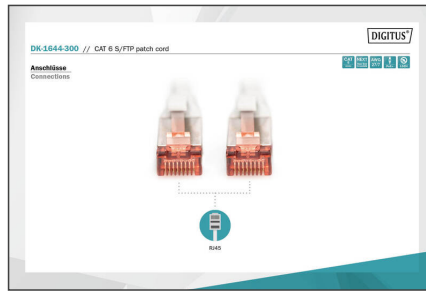 DIGITUS®
DK-1644-300 // CAT 6 S/FTP patch cord
Anschlüsse
Connections
RJ45